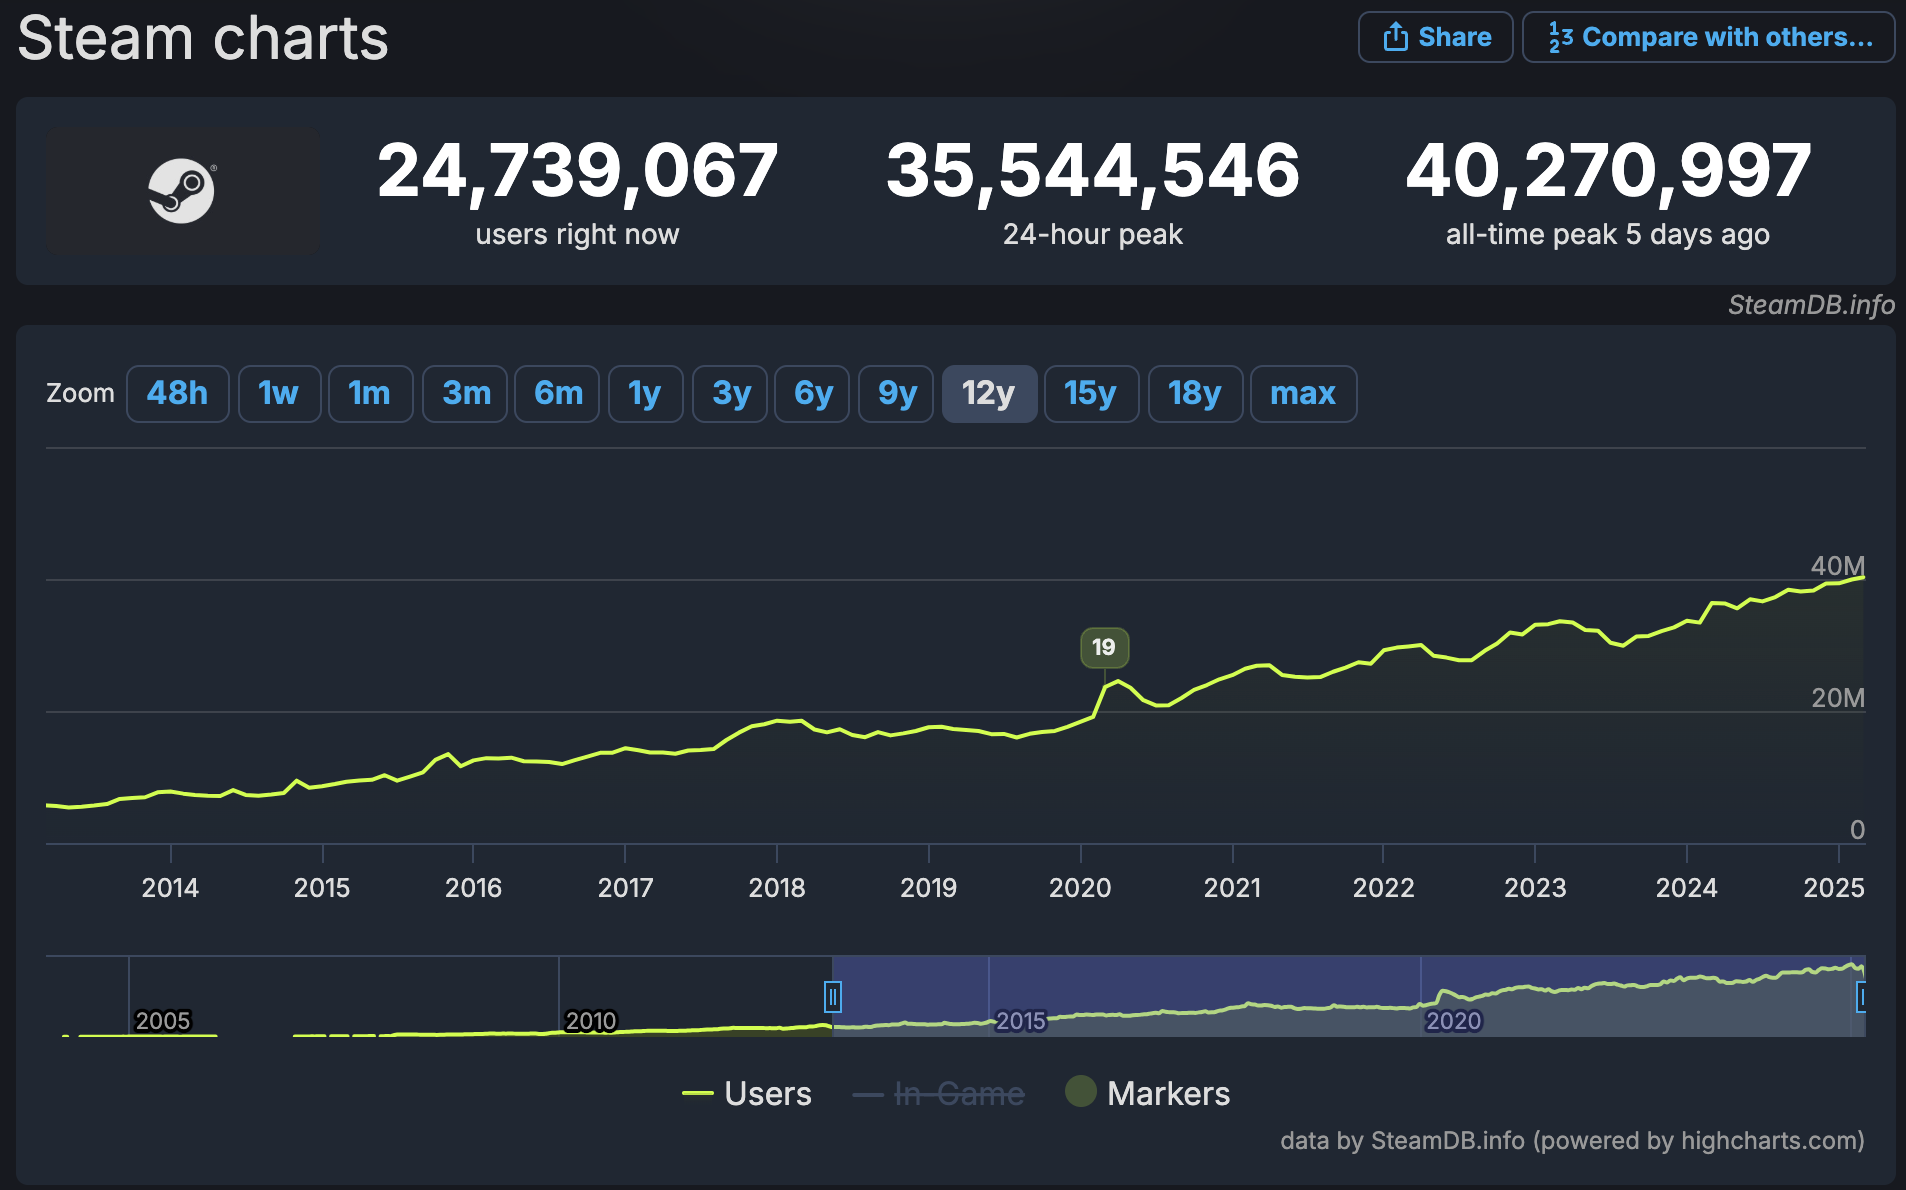 Steam charts
Share
123 Compare with others...
24,739,067
users right now
35,544,546
24-hour peak
40,270,997
all-time peak 5 days ago
SteamDB.info
Zoom 48h 1w 1m 3m 6m 1y 3y 6y 9y 12y 15y 18y max
40M
19
20M
0
2014 2015 2016 2017 2018 2019 2020 2021 2022 2023 2024 2025
2005 2010 2015 2020
Users In-Game Markers
data by SteamDB.info (powered by highcharts.com)